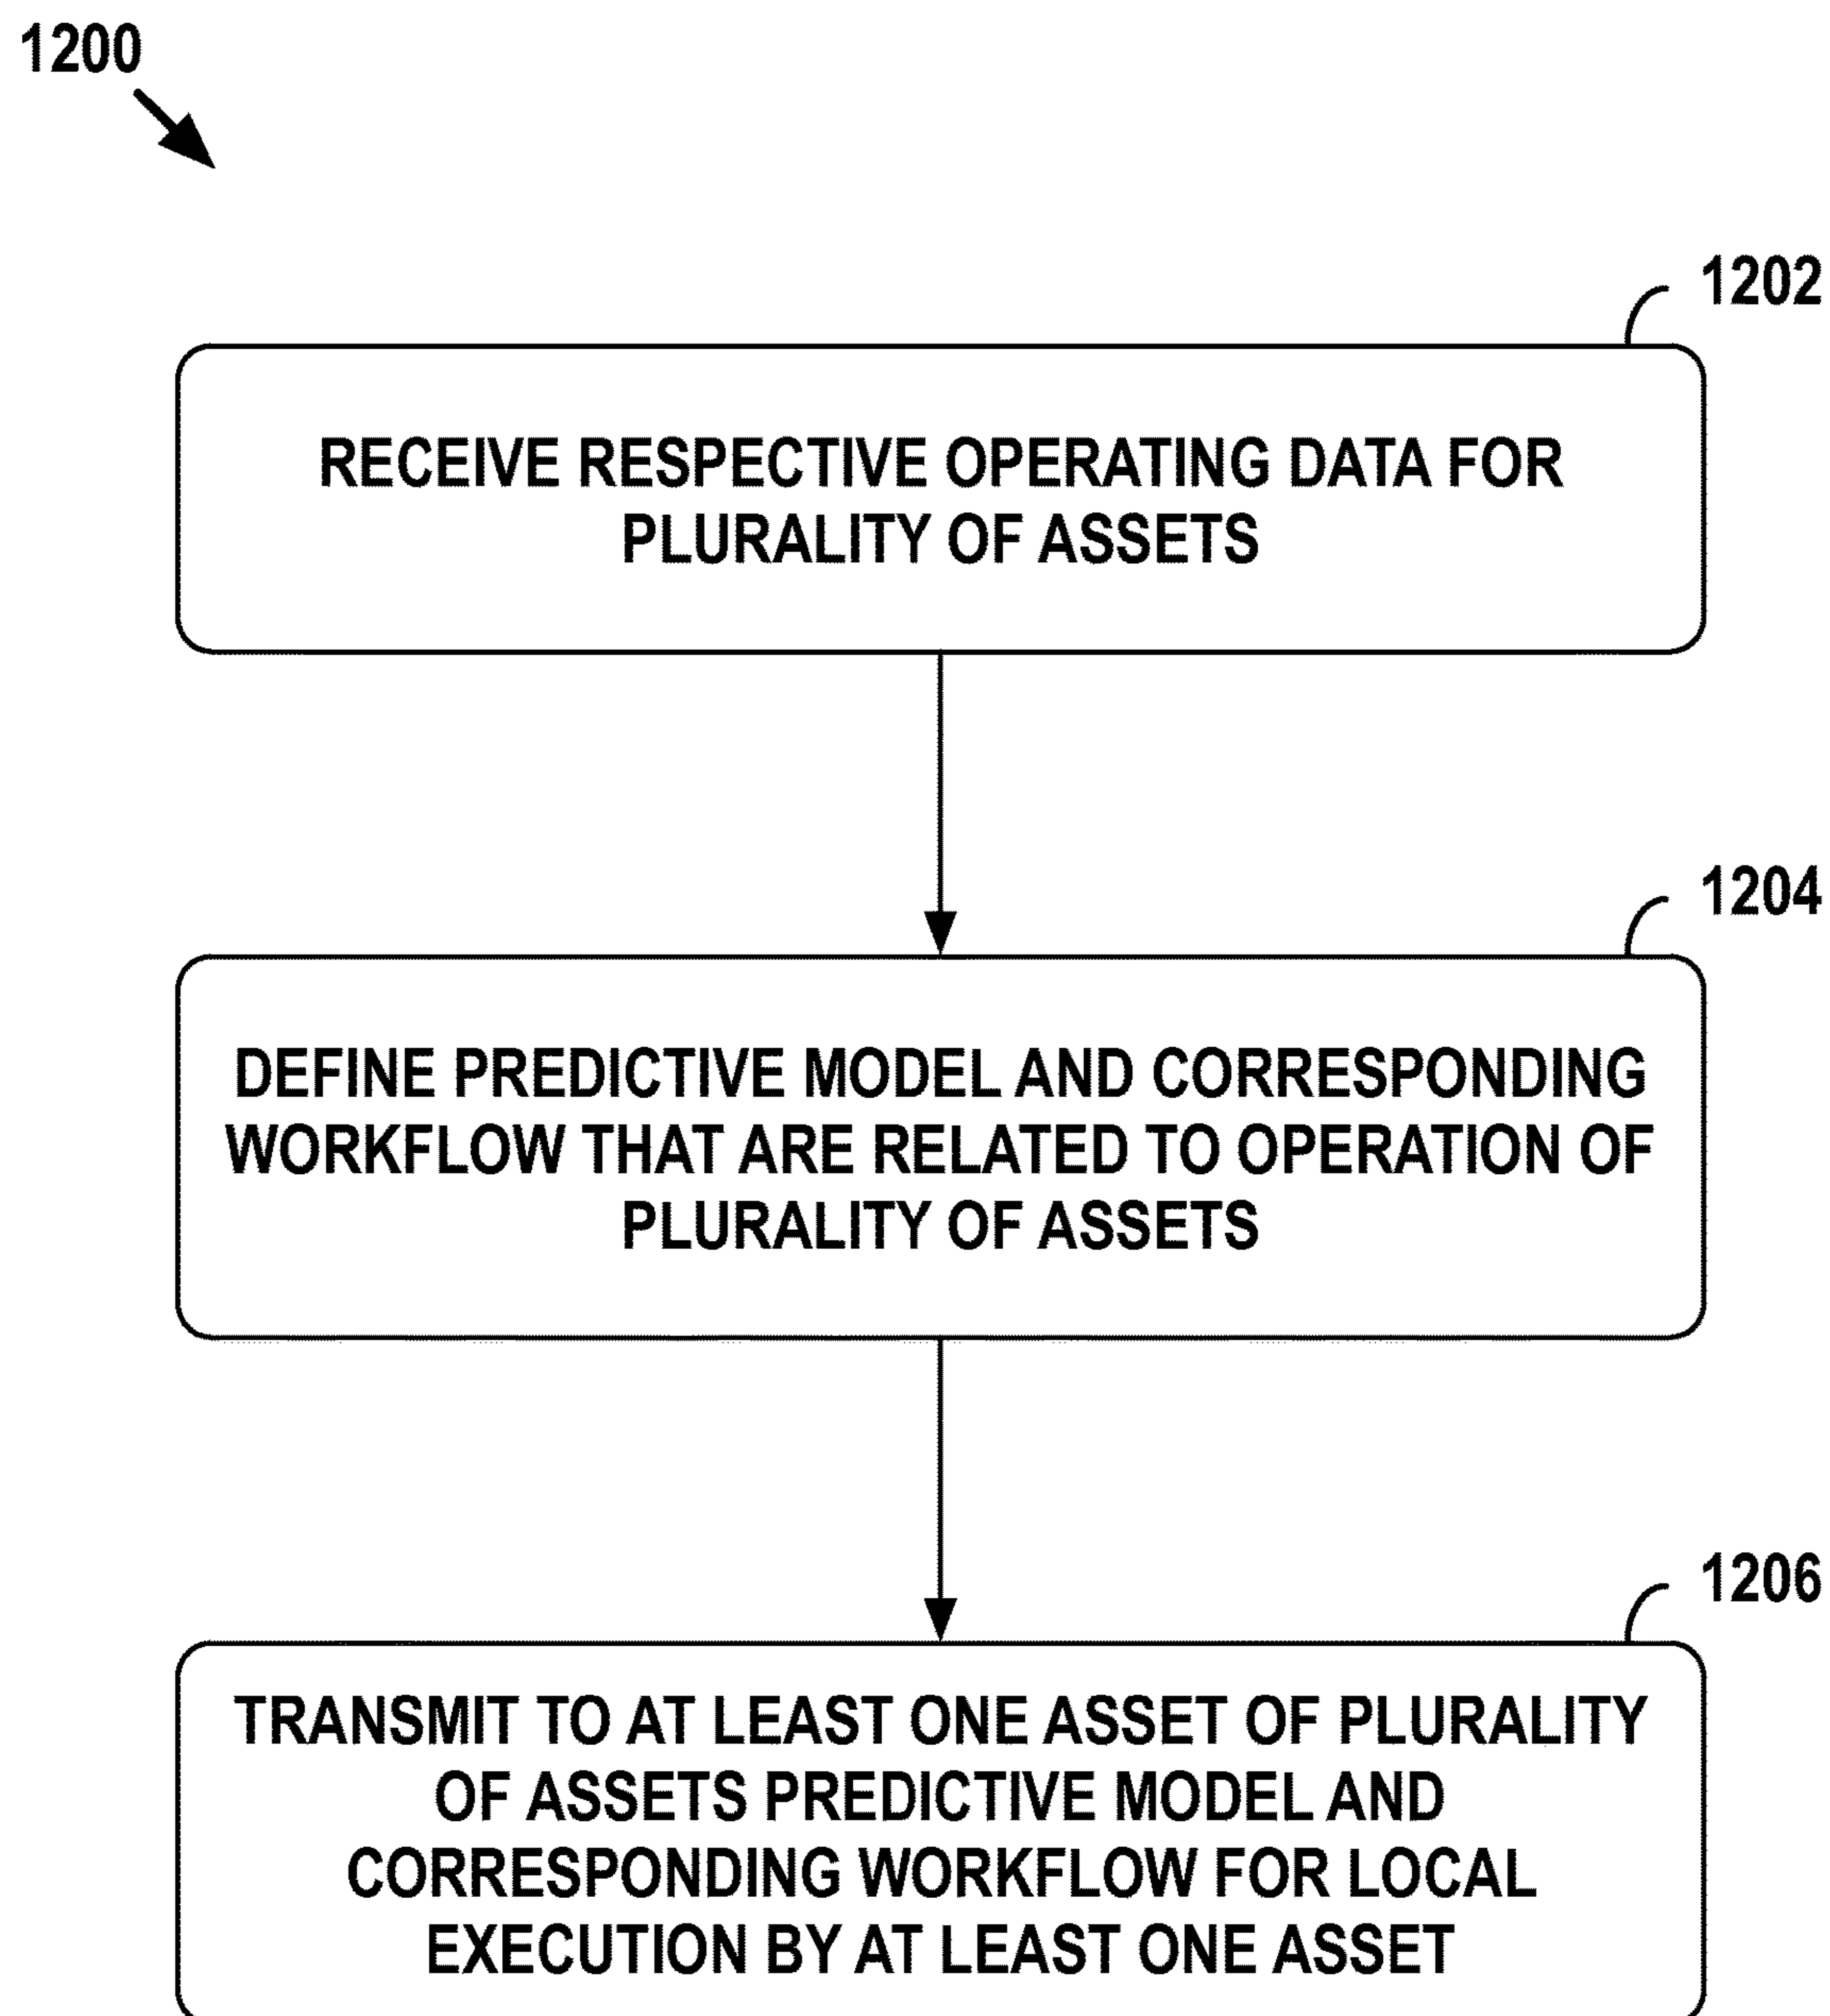 1200
1202
RECEIVE RESPECTIVE OPERATING DATA FOR
PLURALITY OF ASSETS
1204
DEFINE PREDICTIVE MODEL AND CORRESPONDING
WORKFLOW THAT ARE RELATED TO OPERATION OF
PLURALITY OF ASSETS
1206
TRANSMIT TO AT LEAST ONE ASSET OF PLURALITY
OF ASSETS PREDICTIVE MODEL AND
CORRESPONDING WORKFLOW FOR LOCAL
EXECUTION BY AT LEAST ONE ASSET